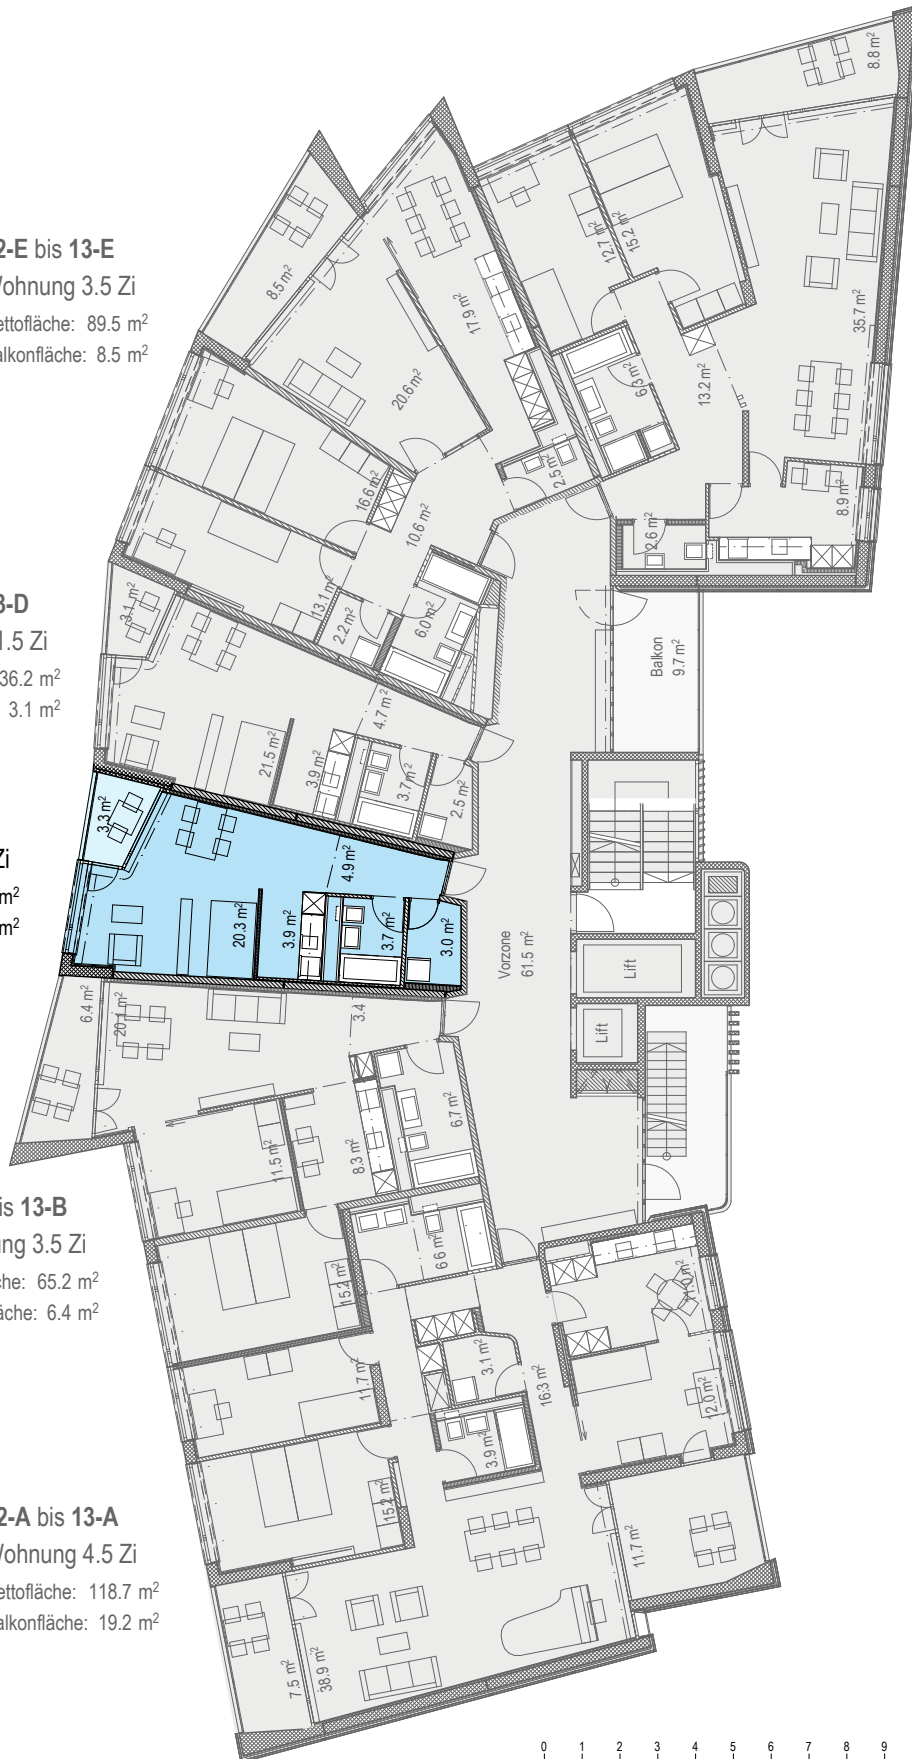 8.8 m²
2-E bis 13-E
Wohnung 3.5 Zi
ettofläche: 89.5 m²
alkonfläche: 8.5 m²
8.5 m²
17.9 m²
12.7 m²
15.2 m²
35.7 m²
20.6 m²
6.3 m²
13.2 m²
16.6 m²
2.5 m²
8.9 m²
10.6 m²
2.6 m²
3-D
1.5 Zi
36.2 m²
3.1 m²
3.1 m²
13.1 m²
2.2 m²
6.0 m²
Balkon
9.7 m²
4.7 m²
21.5 m²
3.9 m²
3.7 m²
2.5 m²
3.3 m²
Zi
m²
m²
4.9 m²
20.3 m²
3.9 m²
3.7 m²
3.0 m²
Vorzone
61.5 m²
Lift
Lift
6.4 m²
20.1 m²
3.4
11.5 m²
8.3 m²
6.7 m²
is 13-B
ung 3.5 Zi
che: 65.2 m²
äche: 6.4 m²
6.6 m²
15.2 m²
11.0 m²
11.7 m²
3.1 m²
16.3 m²
12.0 m²
3.9 m²
15.2 m²
2-A bis 13-A
Wohnung 4.5 Zi
ettofläche: 118.7 m²
alkonfläche: 19.2 m²
11.7 m²
7.5 m²
38.9 m²
0 1 2 3 4 5 6 7 8 9